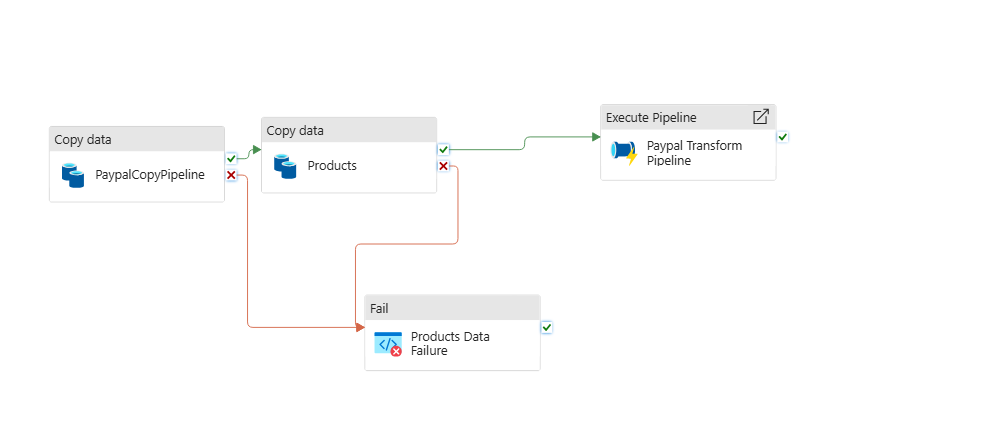 Copy data
PaypalCopyPipeline
Copy data
Products
Execute Pipeline
Paypal Transform
Pipeline
Fail
Products Data
Failure